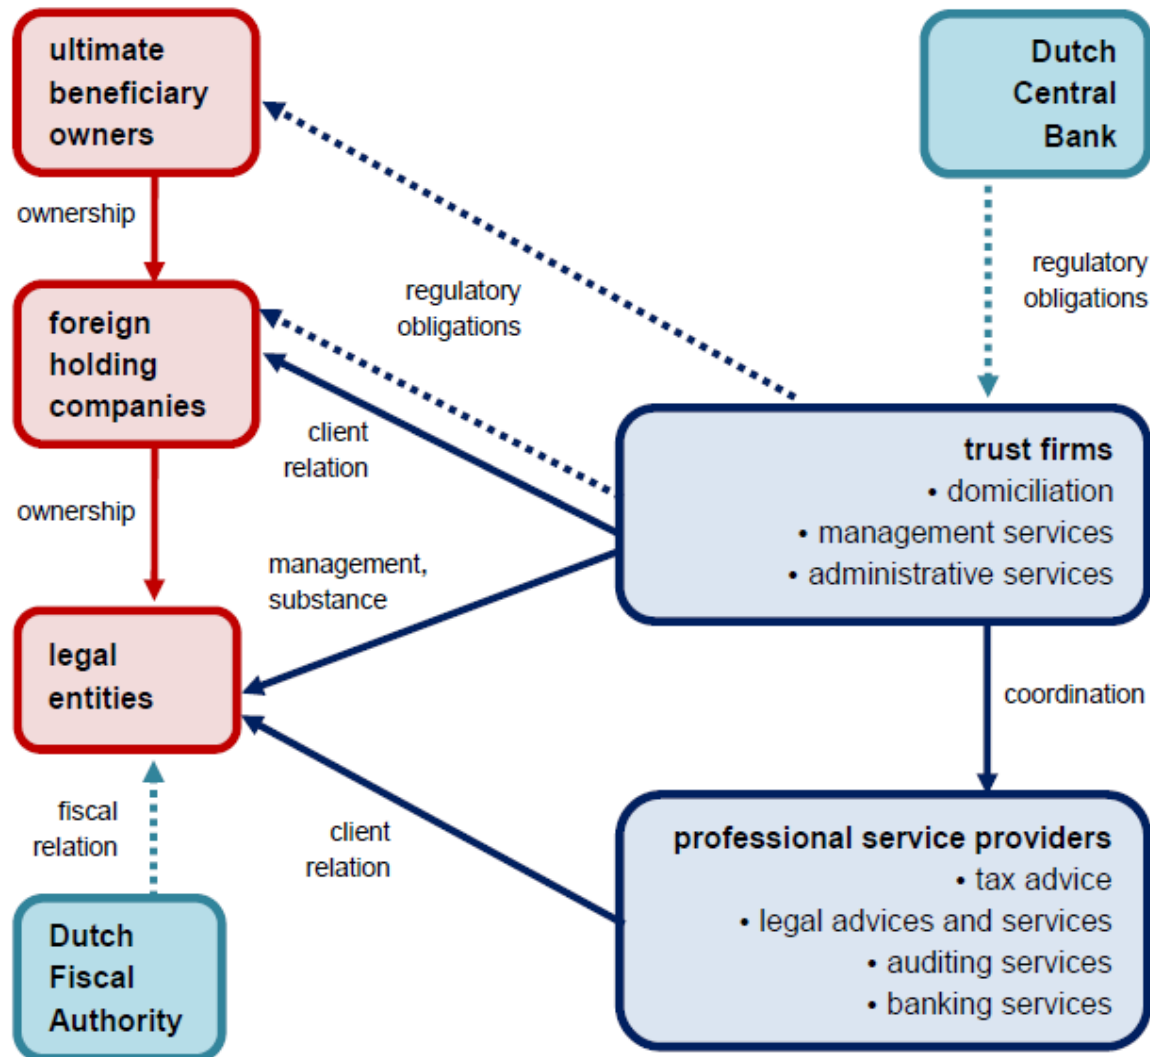 ultimate
beneficiary
owners
Dutch
Central
Bank
ownership
regulatory
obligations
regulatory
obligations
foreign
holding
companies
client
relation
trust firms
• domiciliation
• management services
• administrative services
ownership
management,
substance
legal
entities
coordination
fiscal
relation
client
relation
professional service providers
• tax advice
• legal advices and services
• auditing services
• banking services
Dutch
Fiscal
Authority